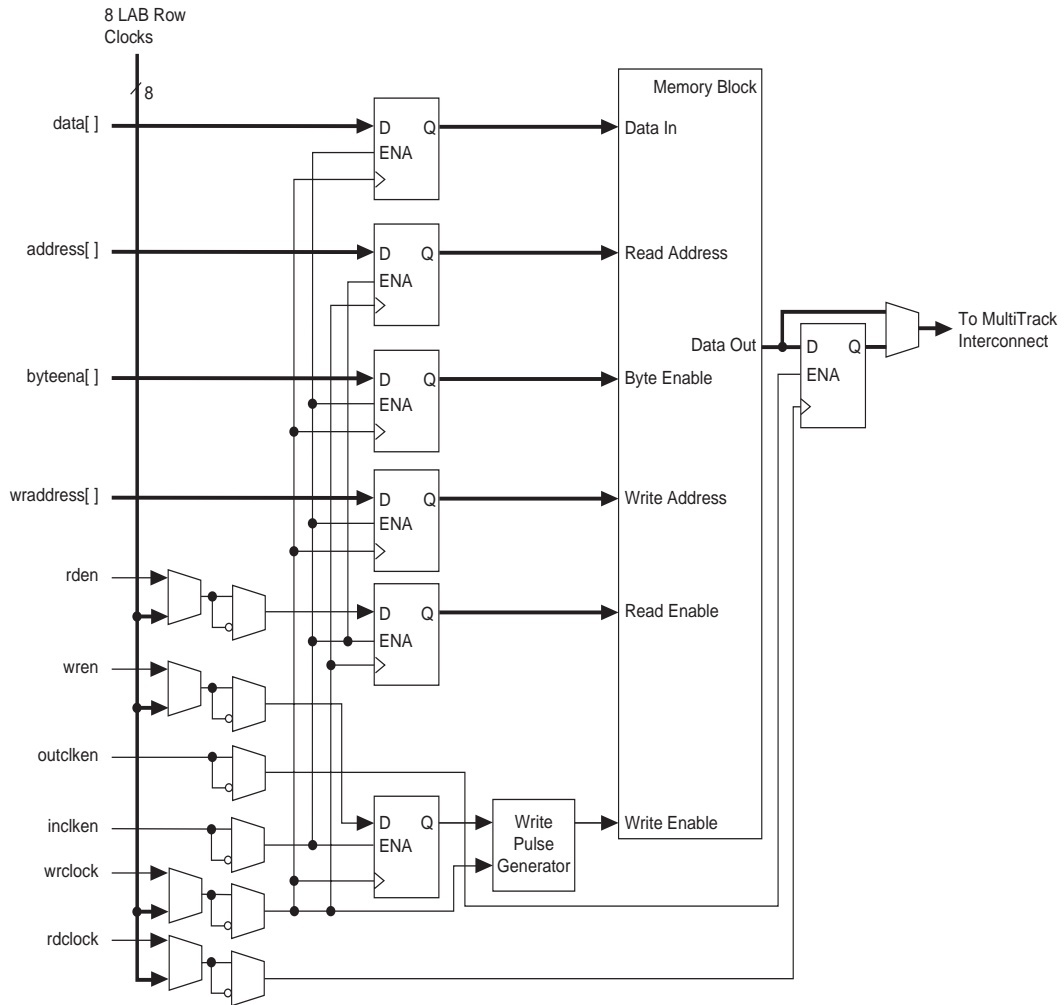 8 LAB Row
Clocks
8
Memory Block
data[ ]
D Q
ENA
Data In
address[ ]
D Q
ENA
Read Address
Data Out
D Q
ENA
To MultiTrack
Interconnect
byteena[ ]
D Q
ENA
Byte Enable
wraddress[ ]
D Q
ENA
Write Address
rden
D Q
ENA
Read Enable
wren
outclken
inclken
D Q
ENA
Write
Pulse
Generator
Write Enable
wrclock
rdclock